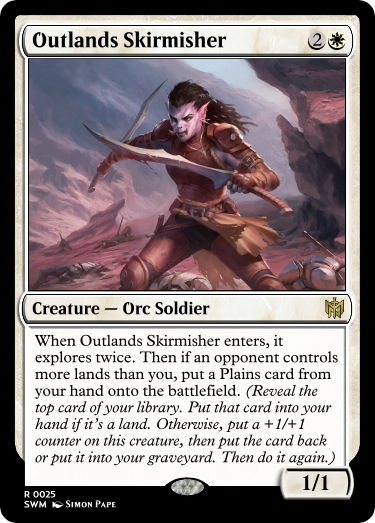 Outlands Skirmisher 2
Creature — Orc Soldier
When Outlands Skirmisher enters, it
explores twice. Then if an opponent controls
more lands than you, put a Plains card from
your hand onto the battlefield. (Reveal the
top card of your library. Put that card into your
hand if it's a land. Otherwise, put a +1/+1
counter on this creature, then put the card back
or put it into your graveyard. Then do it again.)
1/1
R 0025
SWM Simon Pape